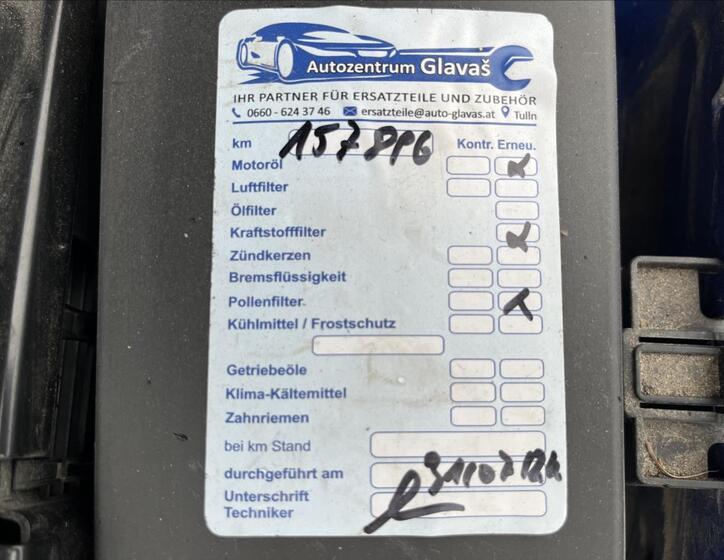 Autozentrum Glavaš
IHR PARTNER FÜR ERSATZTEILE UND ZUBEHÖR
0660 - 624 37 46 ersatzteile@auto-glavas.at Tulln
km 157816 Kontr. Erneu.
Motoröl
Luftfilter
Ölfilter
Kraftstofffilter
Zündkerzen
Bremsflüssigkeit
Pollenfilter
Kühlmittel / Frostschutz
Getriebeöle
Klima-Kältemittel
Zahnriemen
bei km Stand
durchgeführt am
Unterschrift
Techniker